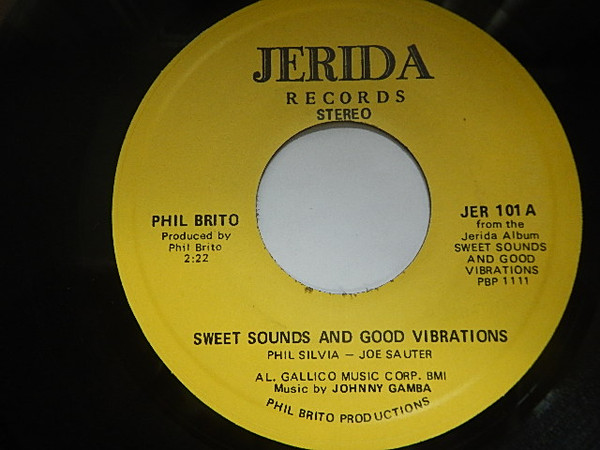 JERIDA
RECORDS
STEREO
PHIL BRITO
Produced by
Phil Brito
2:22
JER 101 A
from the
Jerida Album
SWEET SOUNDS
AND GOOD
VIBRATIONS
PBP 1111
SWEET SOUNDS AND GOOD VIBRATIONS
PHIL SILVIA – JOE SAUTER
AL. GALLICO MUSIC CORP. BMI
Music by JOHNNY GAMBA
PHIL BRITO PRODUCTIONS